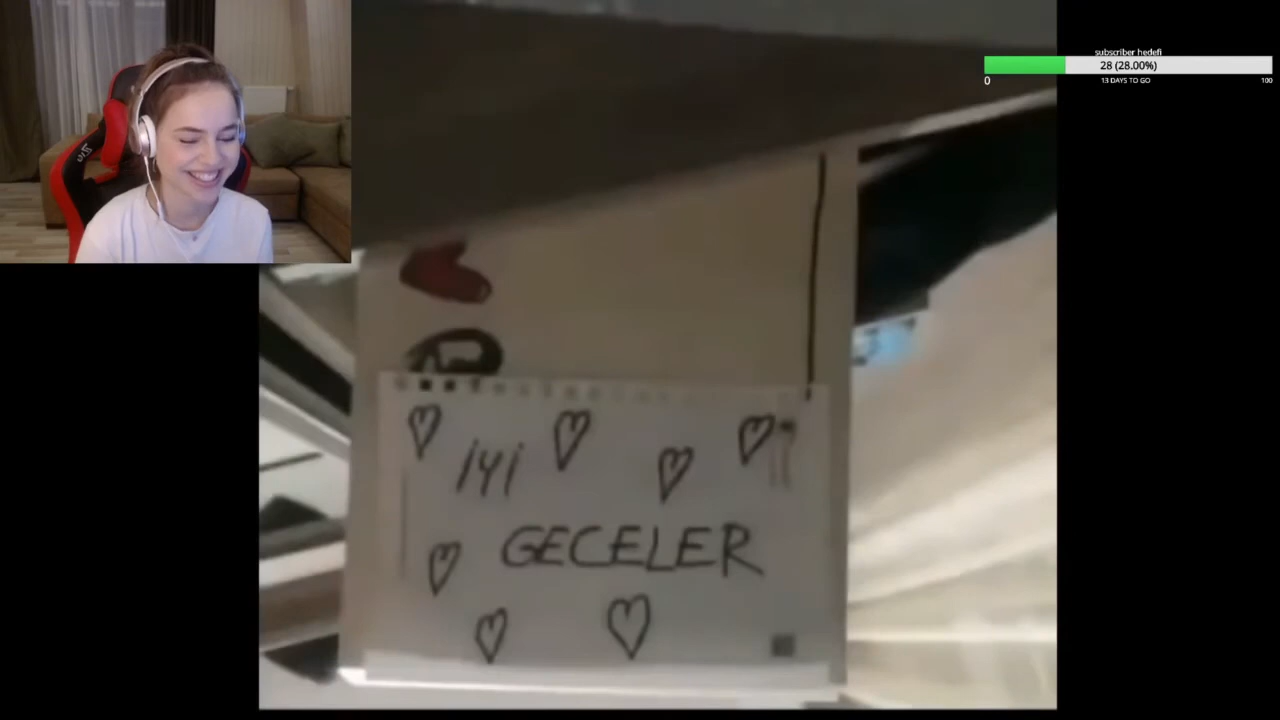 subscriber hedefi
28 (28.00%)
0
13 DAYS TO GO
100
iyi
GECELER